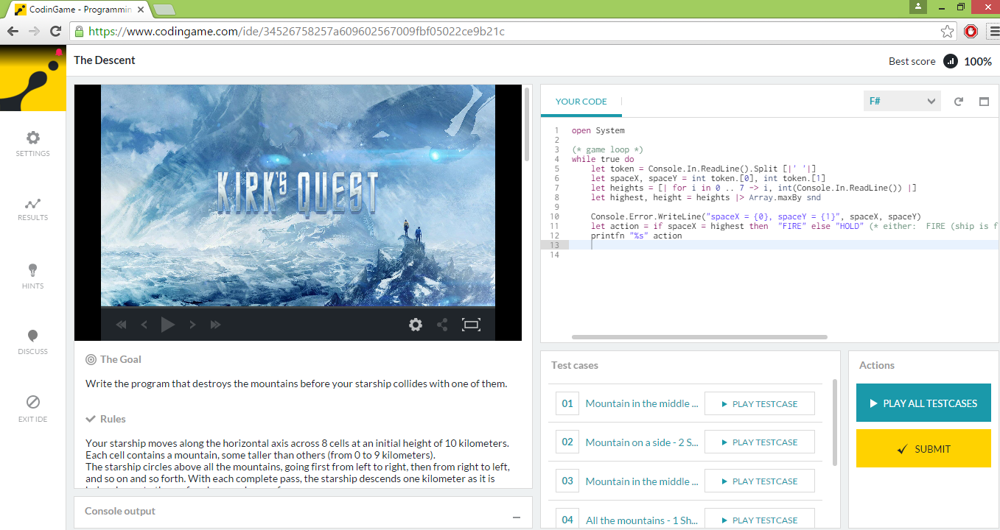 CodinGame - Programmin
https://www.codingame.com/ide/34526758257a609602567009fbf05022ce9b21c
The Descent
Best score 100%
SETTINGS
RESULTS
HINTS
DISCUSS
EXIT IDE
KIRK'S QUEST
The Goal
Write the program that destroys the mountains before your starship collides with one of them.
Rules
Your starship moves along the horizontal axis across 8 cells at an initial height of 10 kilometers.
Each cell contains a mountain, some taller than others (from 0 to 9 kilometers).
The starship circles above all the mountains, going first from left to right, then from right to left,
and so on and so forth. With each complete pass, the starship descends one kilometer as it is
Console output
YOUR CODE
F#
1 open System
2
3 (* game loop *)
4 while true do
5 let token = Console.In.ReadLine().Split [|' '|]
6 let spaceX, spaceY = int token.[0], int token.[1]
7 let heights = [| for i in 0 .. 7 -> i, int(Console.In.ReadLine()) |]
8 let highest, height = heights |> Array.maxBy snd
9
10 Console.Error.WriteLine("spaceX = {0}, spaceY = {1}", spaceX, spaceY)
11 let action = if spaceX = highest then  "FIRE" else "HOLD" (* either:  FIRE (ship is f
12 printfn "%s" action
13
14
Test cases
01 Mountain in the middle ... PLAY TESTCASE
02 Mountain on a side - 2 S... PLAY TESTCASE
03 Mountain in the middle ... PLAY TESTCASE
04 All the mountains - 1 Sh... PLAY TESTCASE
Actions
PLAY ALL TESTCASES
SUBMIT